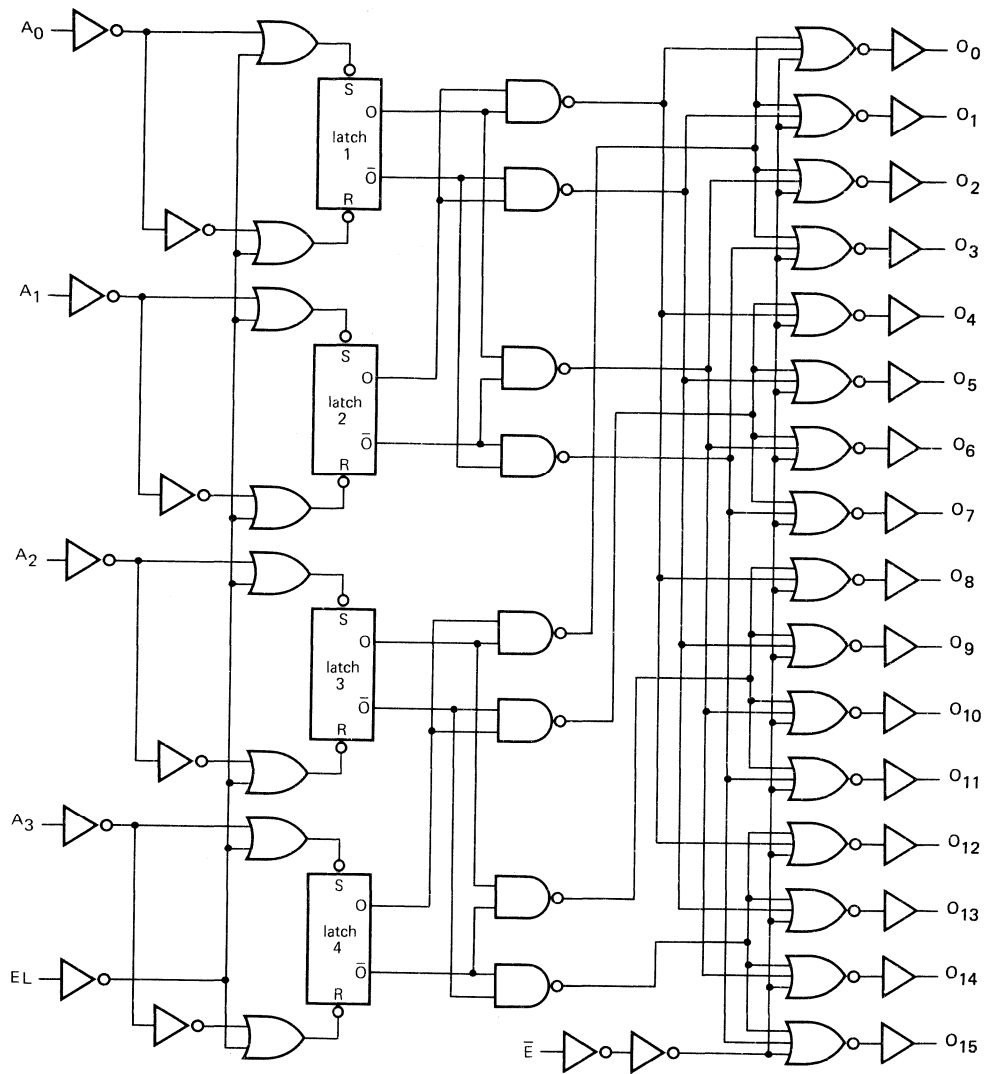 A0
O0
S
O
latch
1
Ō
R
O1
O2
O3
A1
S
O
latch
2
Ō
R
O4
O5
O6
O7
A2
S
O
latch
3
Ō
R
O8
O9
O10
O11
A3
S
O
latch
4
Ō
R
EL
O12
O13
O14
Ē
O15